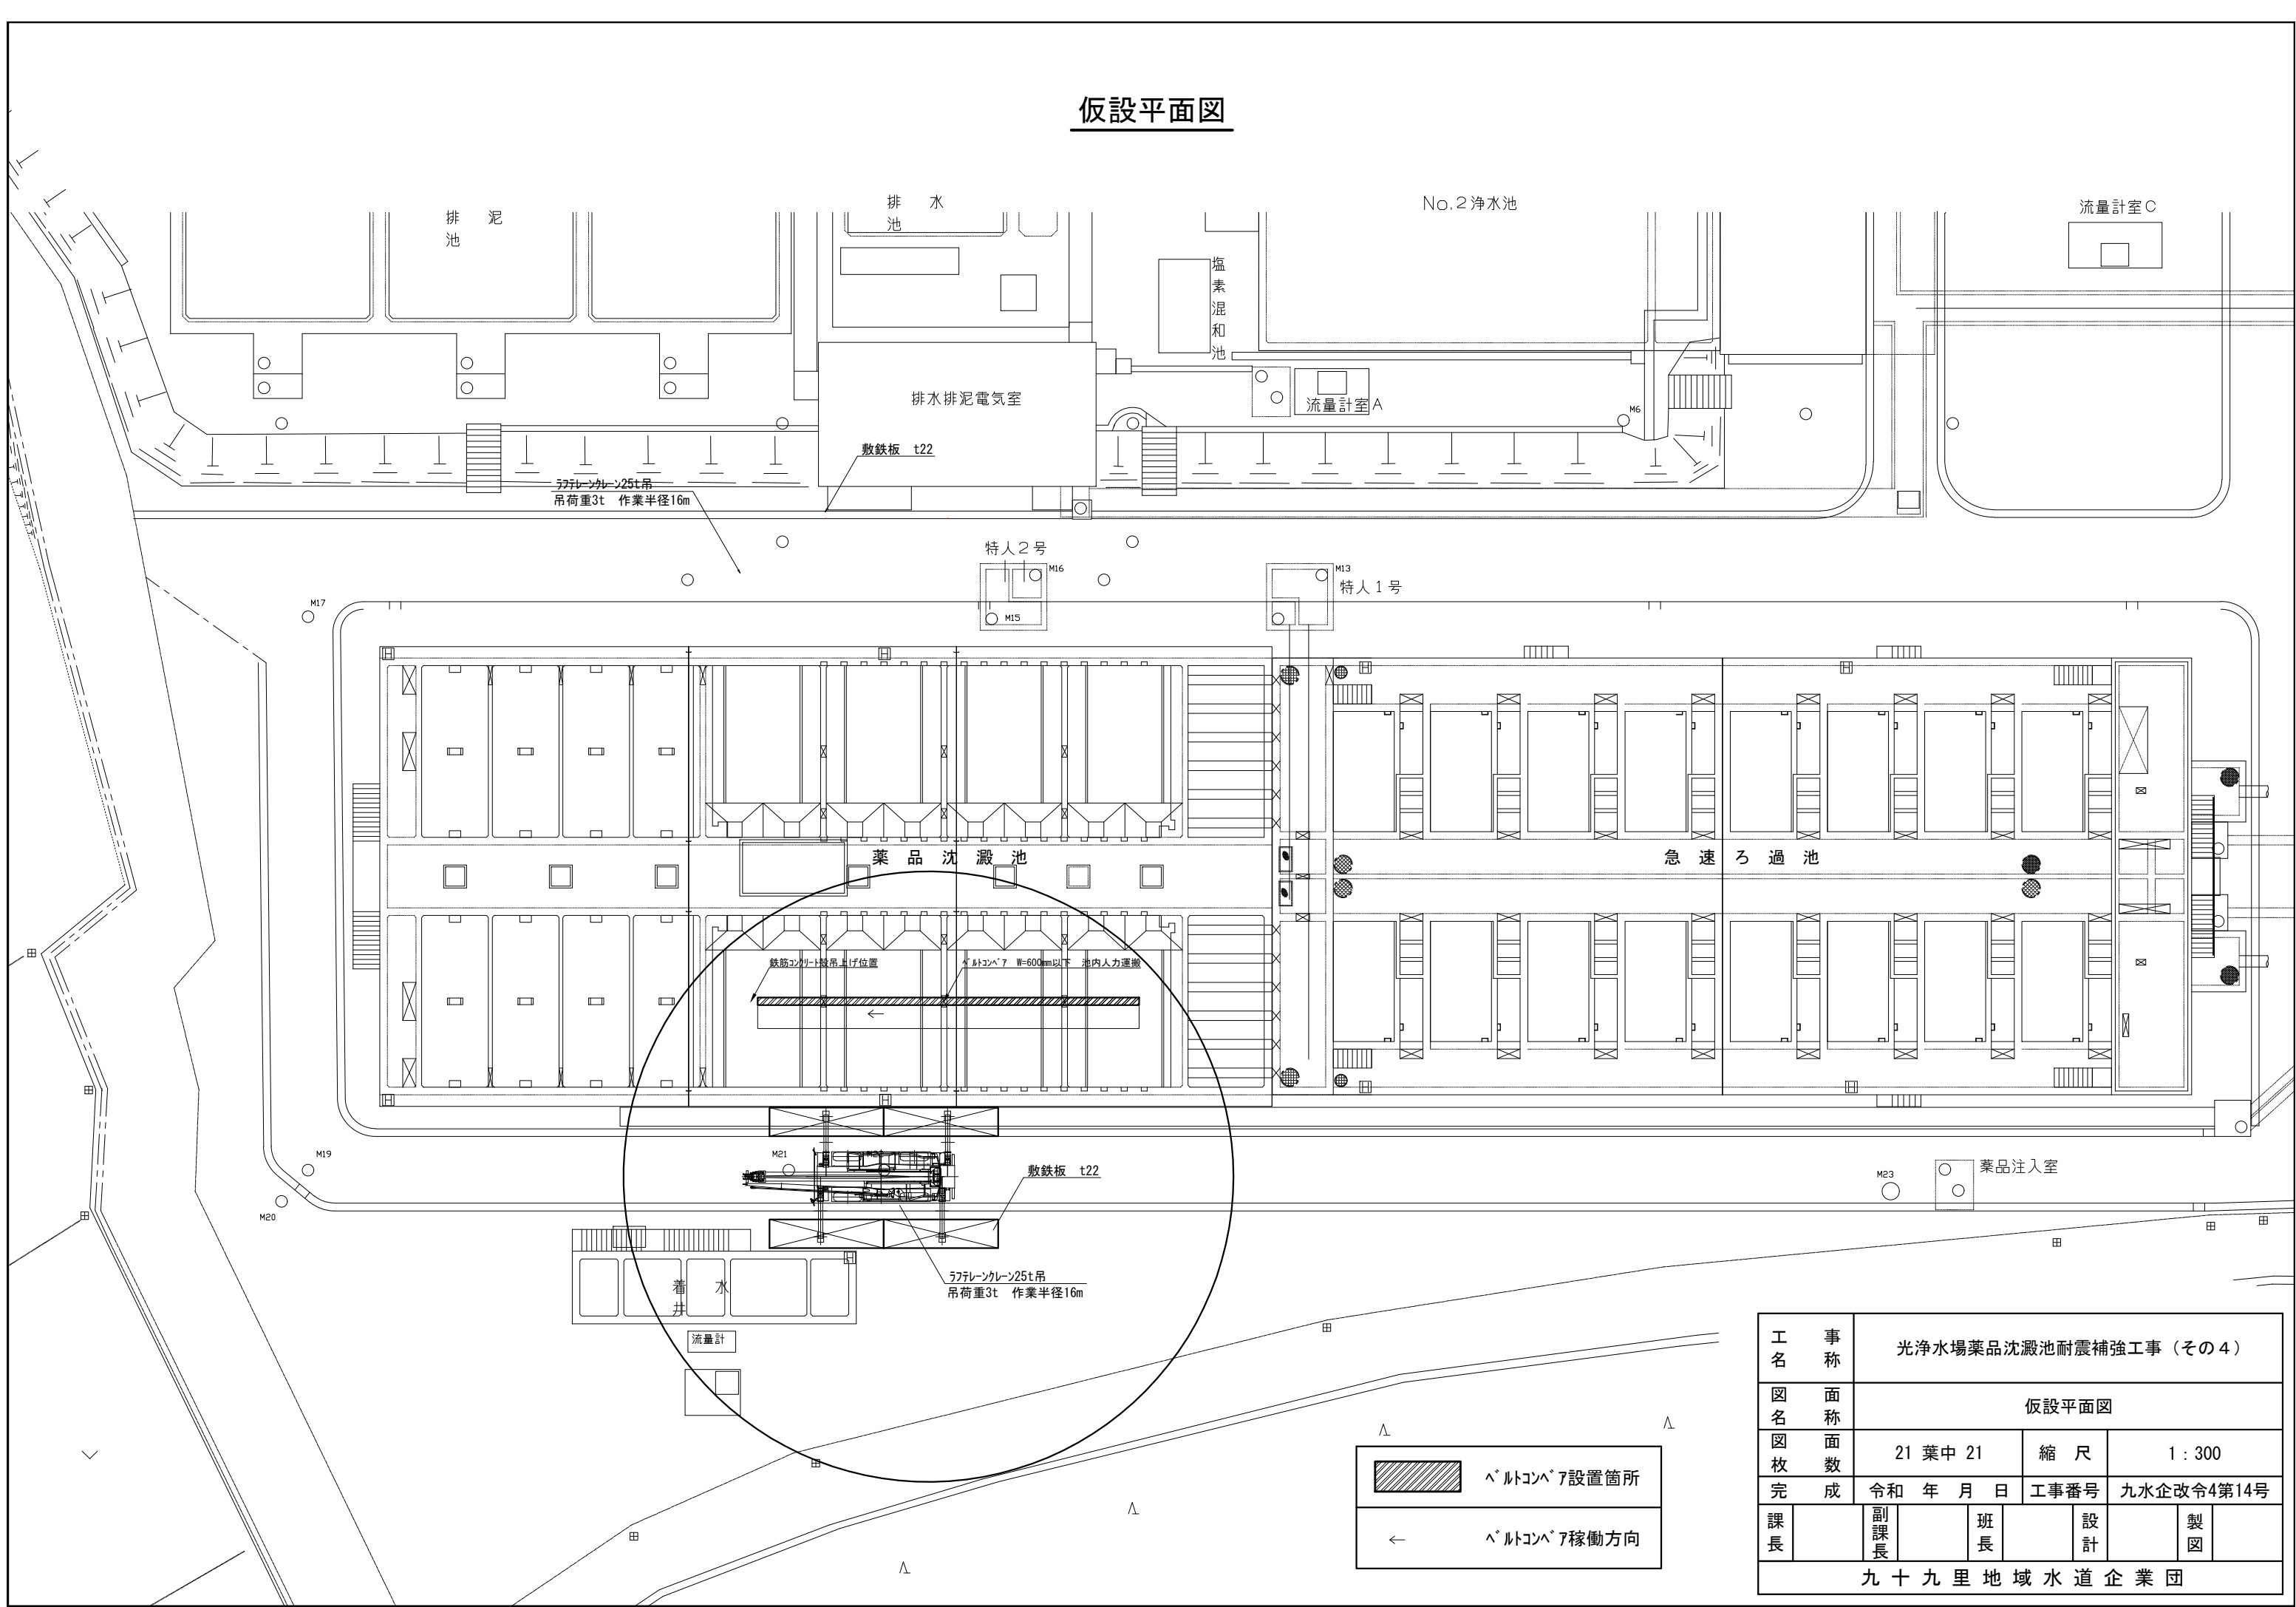 仮設平面図
排　泥
池
排　水
池
No.2浄水池
流量計室C
塩
素
混
和
池
排水排泥電気室
流量計室A
M6
敷鉄板　t22
ﾗﾌﾃﾚｰﾝｸﾚｰﾝ25t吊
吊荷重3t　作業半径16m
特人2号
M16
M15
M13
特人1号
M17
H
H
H
H
薬　品　沈　澱　池
急　速　ろ　過　池
鉄筋ｺﾝｸﾘｰﾄ殻吊上げ位置
ﾍﾞﾙﾄｺﾝﾍﾞｱ　W=600mm以下　池内人力運搬
←
H
H
H
H
M19
M20
M21
M22
敷鉄板　t22
M23
薬品注入室
H
ﾗﾌﾃﾚｰﾝｸﾚｰﾝ25t吊
吊荷重3t　作業半径16m
着　水
井
流量計
ﾍﾞﾙﾄｺﾝﾍﾞｱ設置箇所
←　ﾍﾞﾙﾄｺﾝﾍﾞｱ稼働方向
工事名称　光浄水場薬品沈澱池耐震補強工事（その4）
図面名称　仮設平面図
図面枚数　21 葉中 21　縮　尺　1：300
完　成　令和　年　月　日　工事番号　九水企改令4第14号
課長　副課長　班長　設計　製図
九十九里地域水道企業団